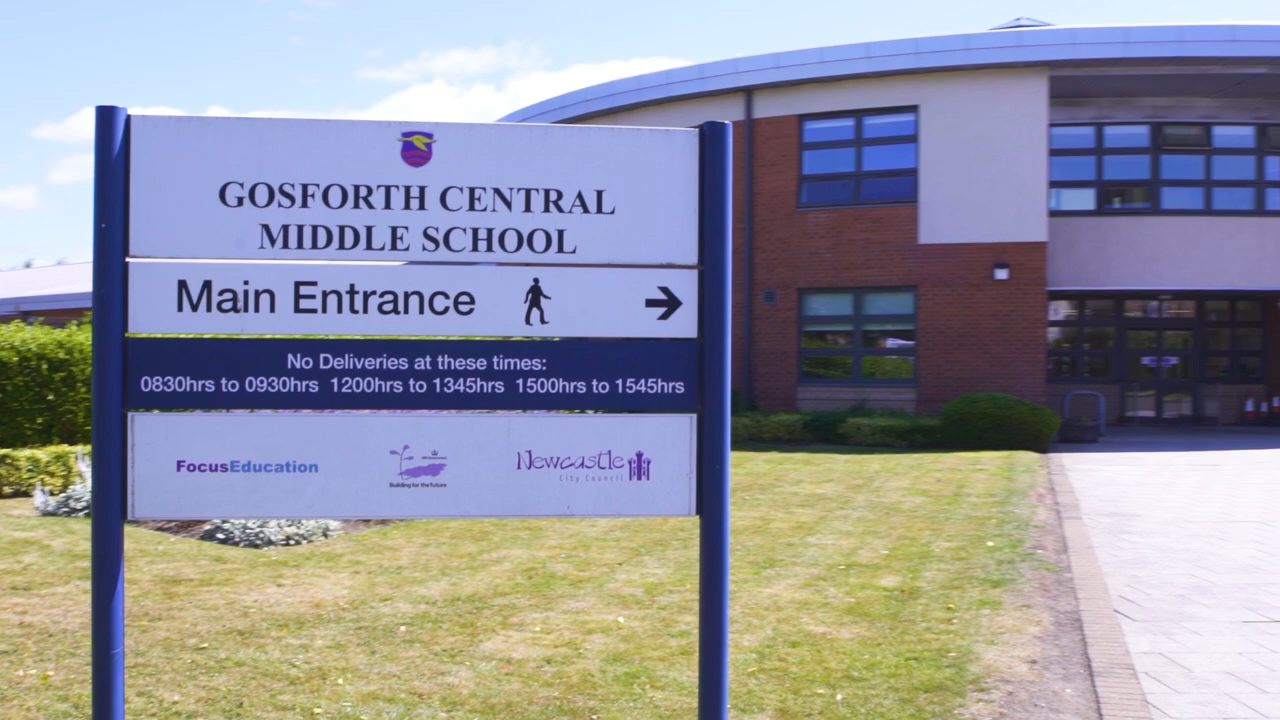 GOSFORTH CENTRAL
MIDDLE SCHOOL
Main Entrance
No Deliveries at these times:
0830hrs to 0930hrs 1200hrs to 1345hrs 1500hrs to 1545hrs
FocusEducation
Building for the future
Newcastle
City Council